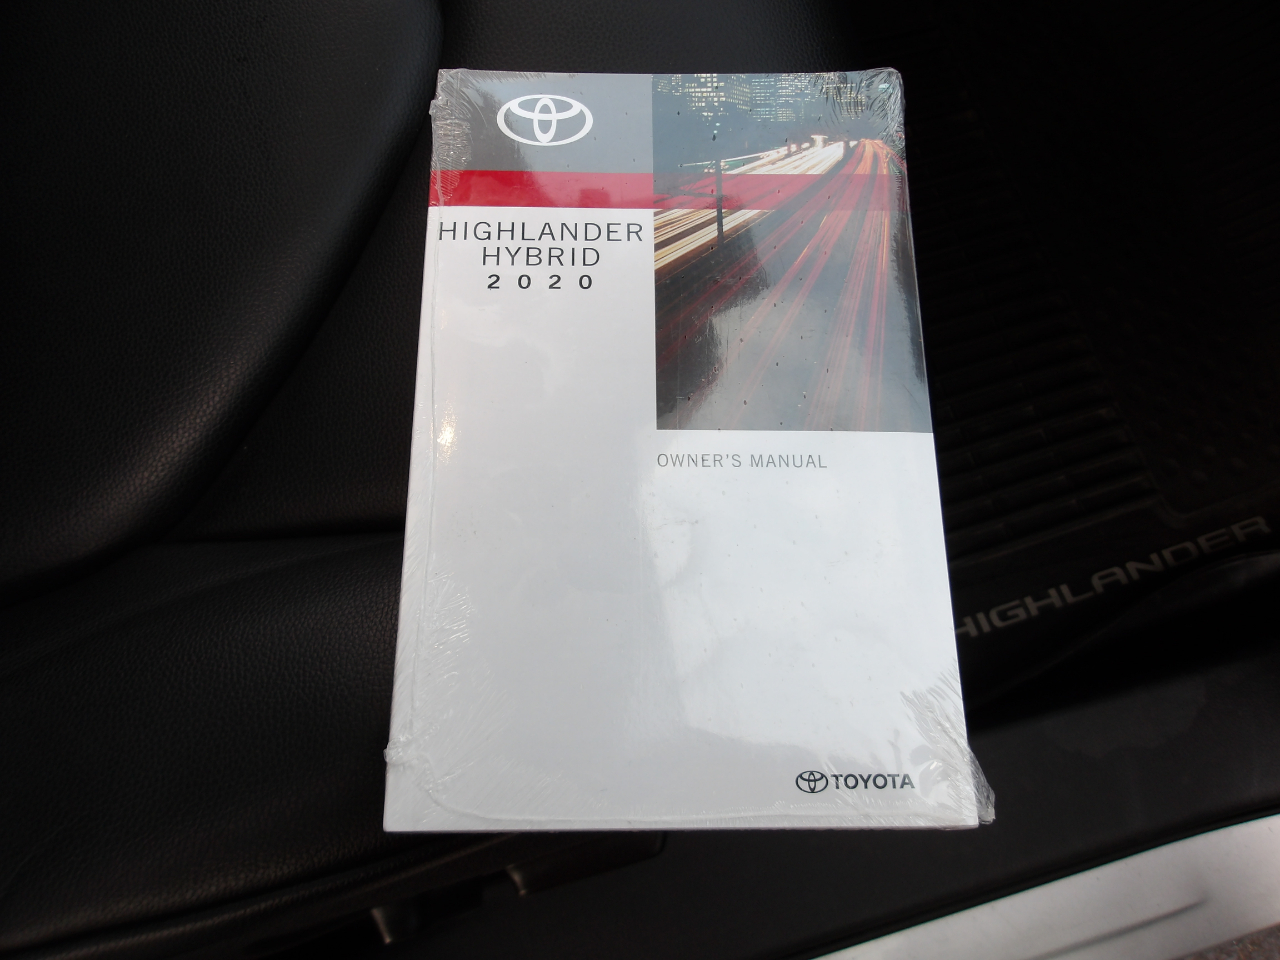 HIGHLANDER
HYBRID
2020
OWNER'S MANUAL
TOYOTA
HIGHLANDER